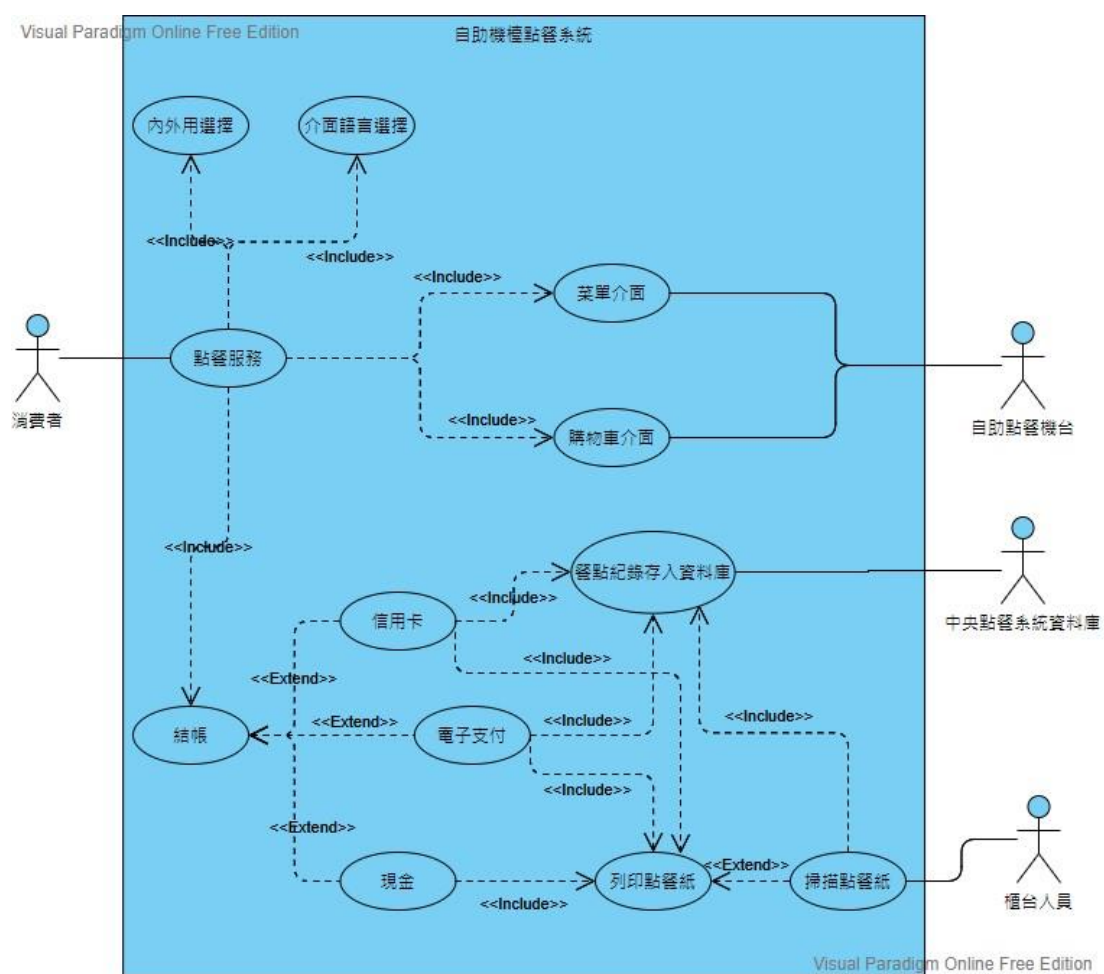 Visual Paradigm Online Free Edition
自助機檯點餐系統
內外用選擇
介面語言選擇
<<Include>>
<<Include>>
<<Include>>
菜單介面
點餐服務
消費者
自助點餐機台
<<Include>>
購物車介面
<<Include>>
餐點紀錄存入資料庫
<<Include>>
信用卡
中央點餐系統資料庫
<<Include>>
<<Extend>>
<<Extend>>
<<Include>>
<<Include>>
結帳
電子支付
<<Include>>
<<Extend>>
<<Extend>>
現金
列印點餐紙
掃描點餐紙
<<Include>>
櫃台人員
Visual Paradigm Online Free Edition